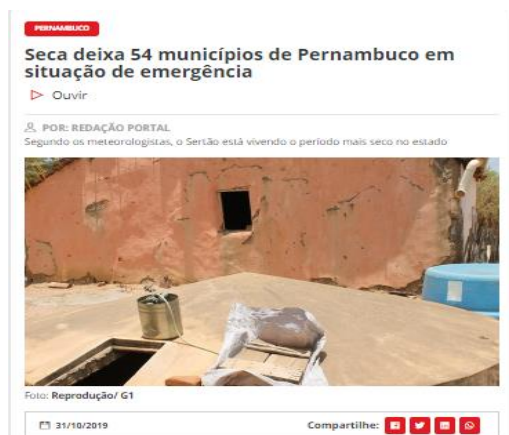 PERNAMBUCO
Seca deixa 54 municípios de Pernambuco em
situação de emergência
Ouvir
POR: REDAÇÃO PORTAL
Segundo os meteorologistas, o Sertão está vivendo o período mais seco no estado
Foto: Reprodução/ G1
31/10/2019 Compartilhe: